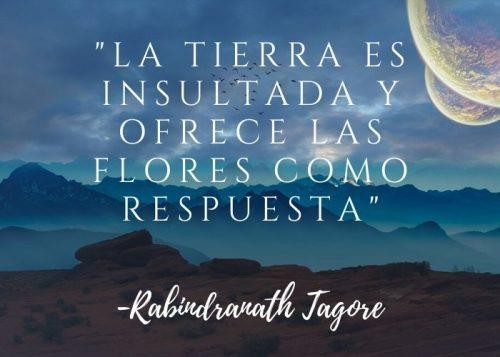 "LA TIERRA ES
INSULTADA Y
OFRECE LAS
FLORES COMO
RESPUESTA"
-Rabindranath Tagore